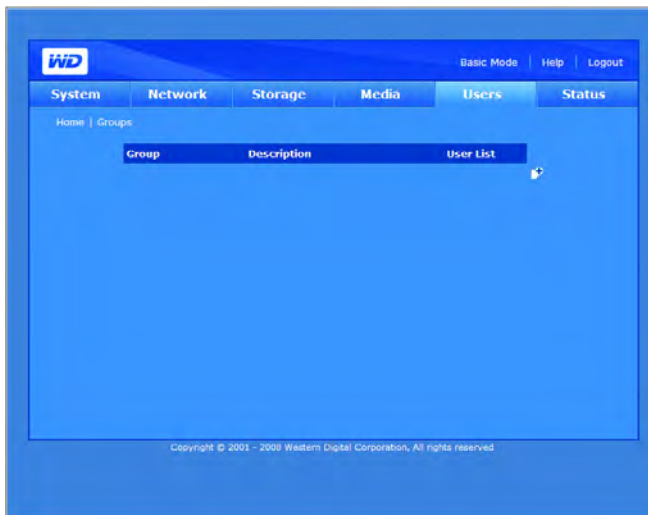 WD
Basic Mode | Help | Logout
System Network Storage Media Users Status
Home | Groups
Group Description User List
Copyright © 2001 - 2008 Western Digital Corporation, All rights reserved